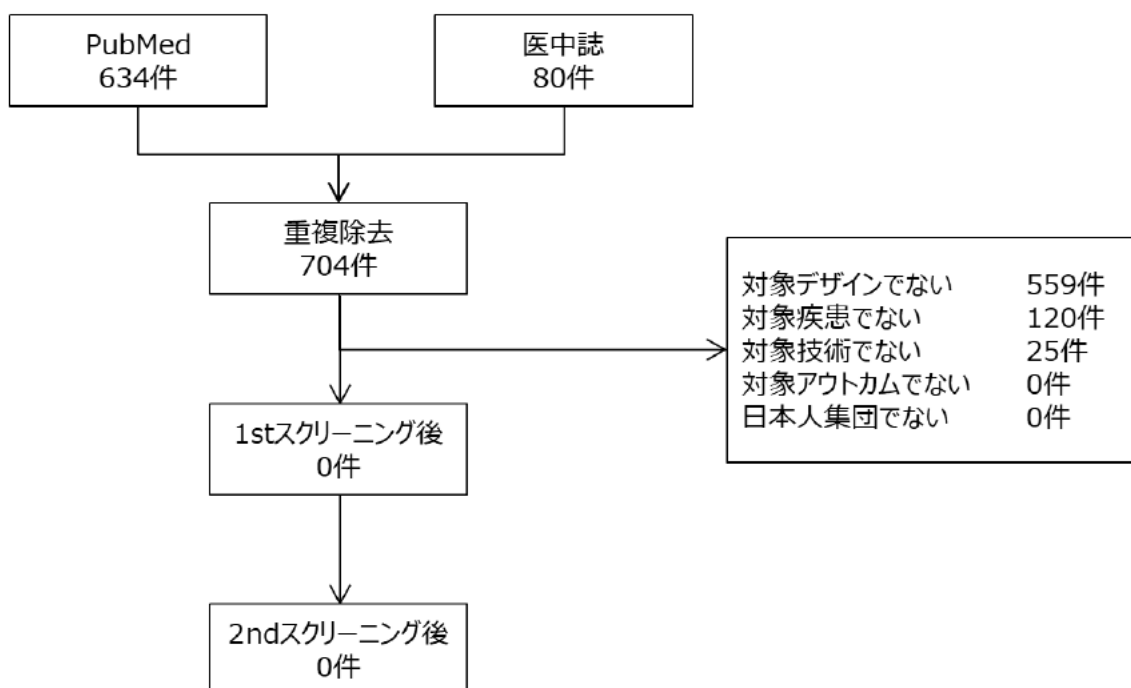 PubMed
634件
医中誌
80件
重複除去
704件
対象デザインでない 559件
対象疾患でない 120件
対象技術でない 25件
対象アウトカムでない 0件
日本人集団でない 0件
1stスクリーニング後
0件
2ndスクリーニング後
0件